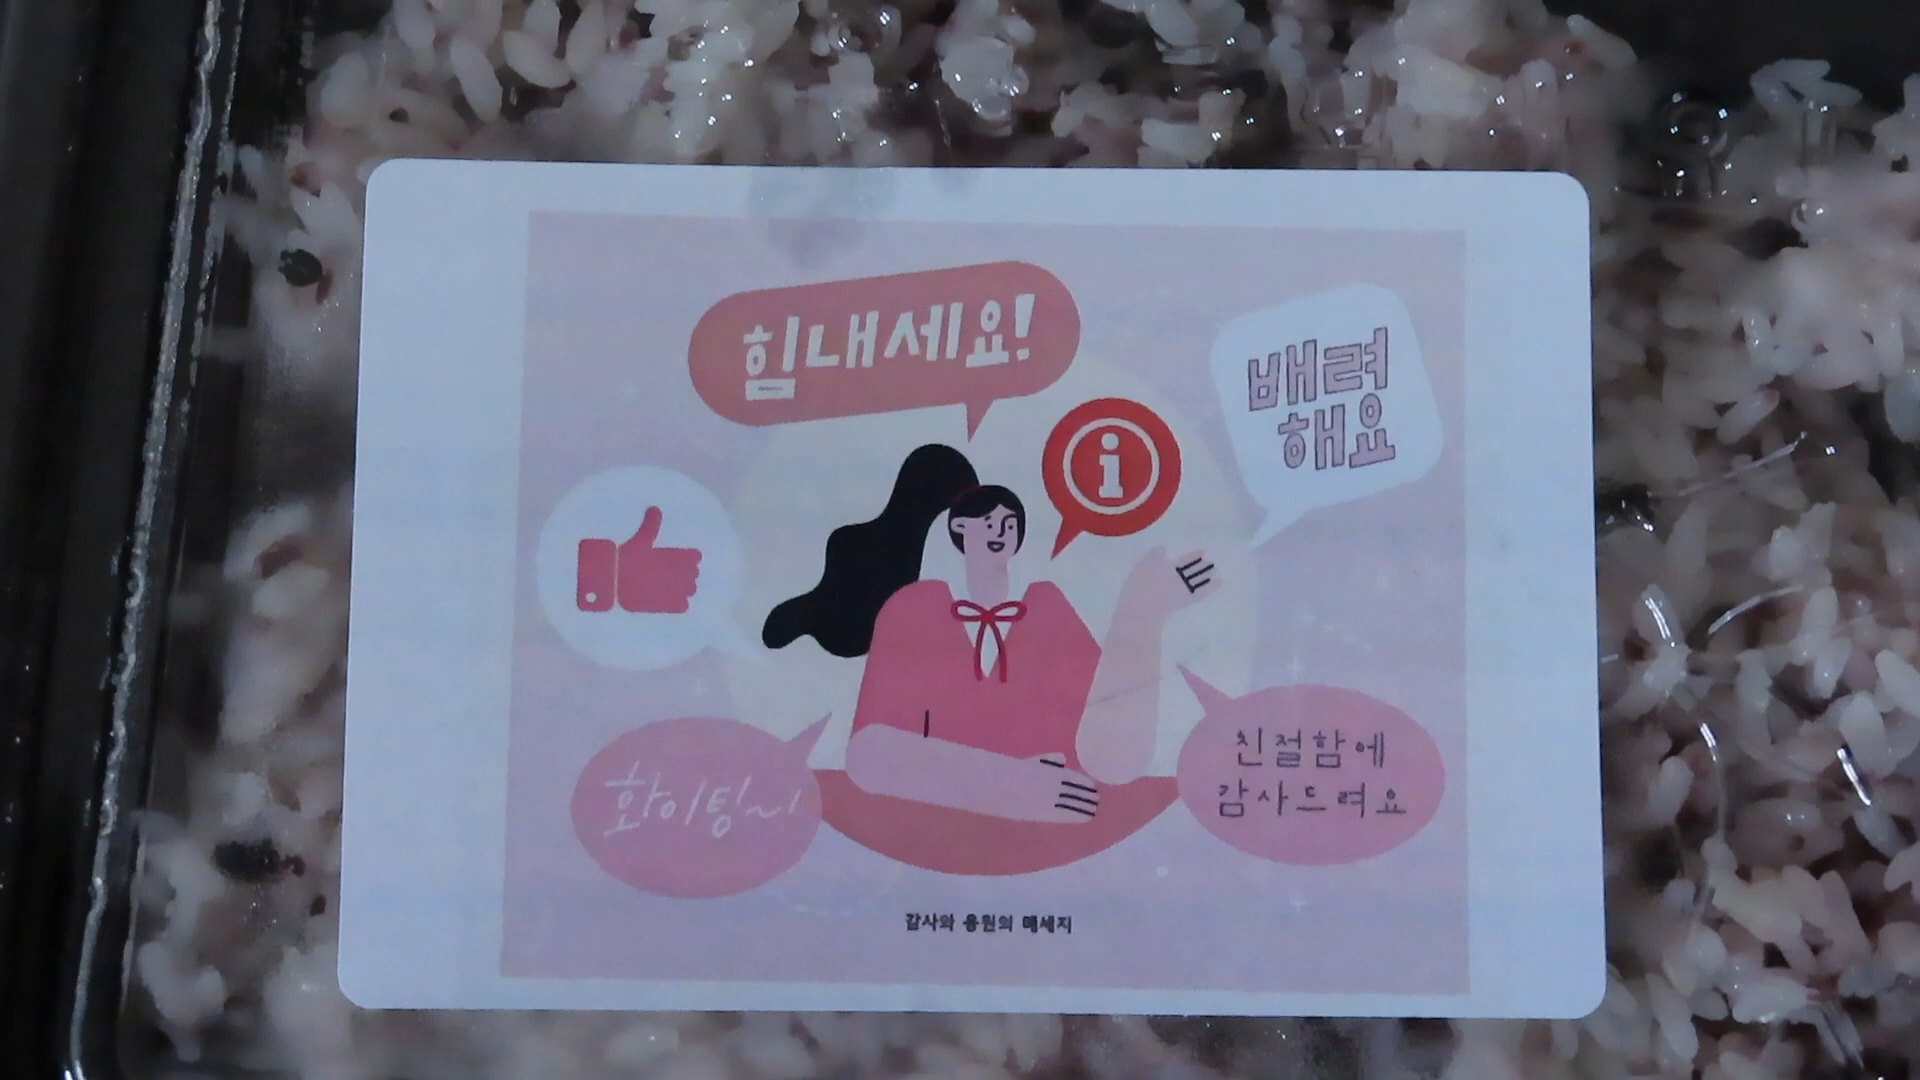 힘내세요!
배려
해요
i
화이팅~!
친절함에
감사드려요
감사와 응원의 메세지